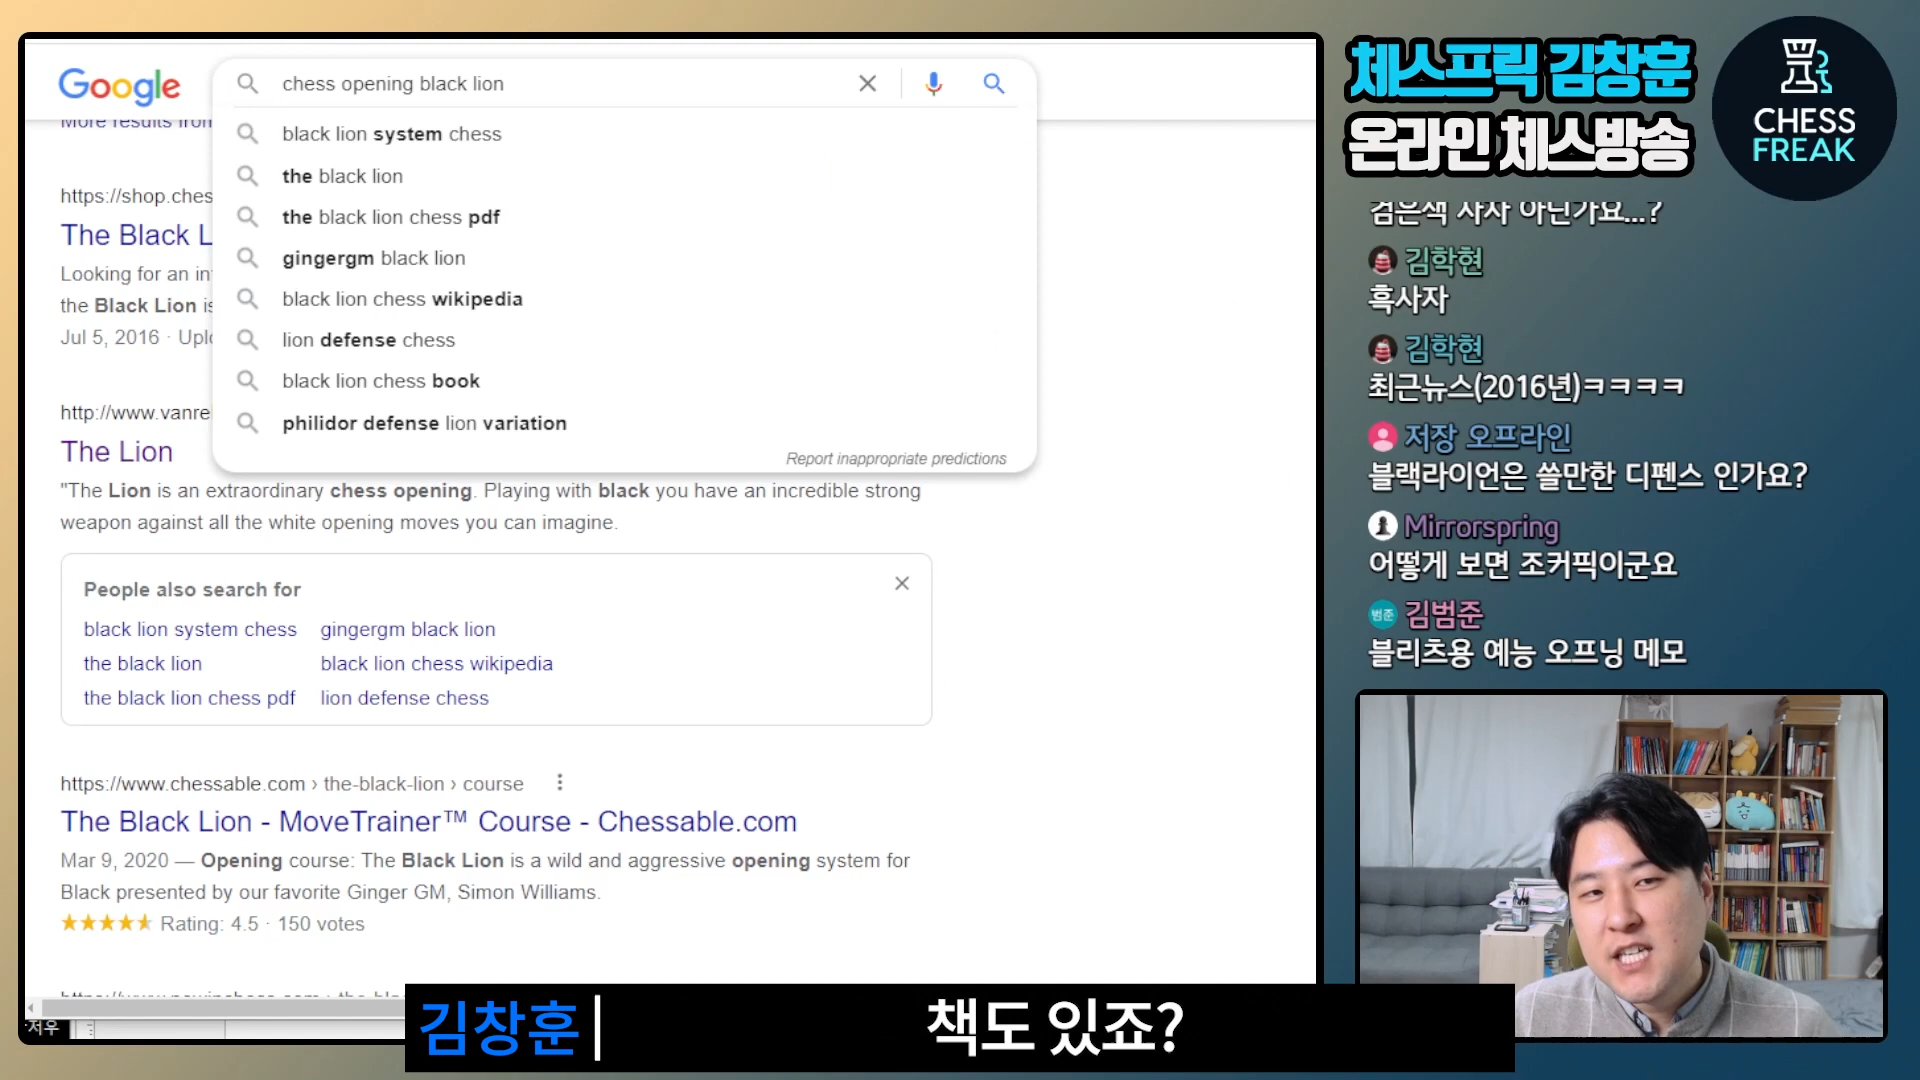 Google
chess opening black lion
black lion system chess
the black lion
the black lion chess pdf
gingergm black lion
black lion chess wikipedia
lion defense chess
black lion chess book
philidor defense lion variation
Report inappropriate predictions
More results from
https://shop.ches
The Black L
Looking for an in
the Black Lion is
Jul 5, 2016 · Uplo
http://www.vanre
The Lion
"The Lion is an extraordinary chess opening. Playing with black you have an incredible strong
weapon against all the white opening moves you can imagine.
People also search for
black lion system chess
gingergm black lion
the black lion
black lion chess wikipedia
the black lion chess pdf
lion defense chess
https://www.chessable.com › the-black-lion › course
The Black Lion - MoveTrainer™ Course - Chessable.com
Mar 9, 2020 — Opening course: The Black Lion is a wild and aggressive opening system for
Black presented by our favorite Ginger GM, Simon Williams.
Rating: 4.5 · 150 votes
저우
체스프릭 김창훈
온라인 체스방송
CHESS
FREAK
검은색 사자 아닌가요...?
김학현
흑사자
김학현
최근뉴스(2016년)ㅋㅋㅋㅋ
저장 오프라인
블랙라이언은 쓸만한 디펜스 인가요?
Mirrorspring
어떻게 보면 조커픽이군요
범준 김범준
블리츠용 예능 오프닝 메모
김창훈
책도 있죠?